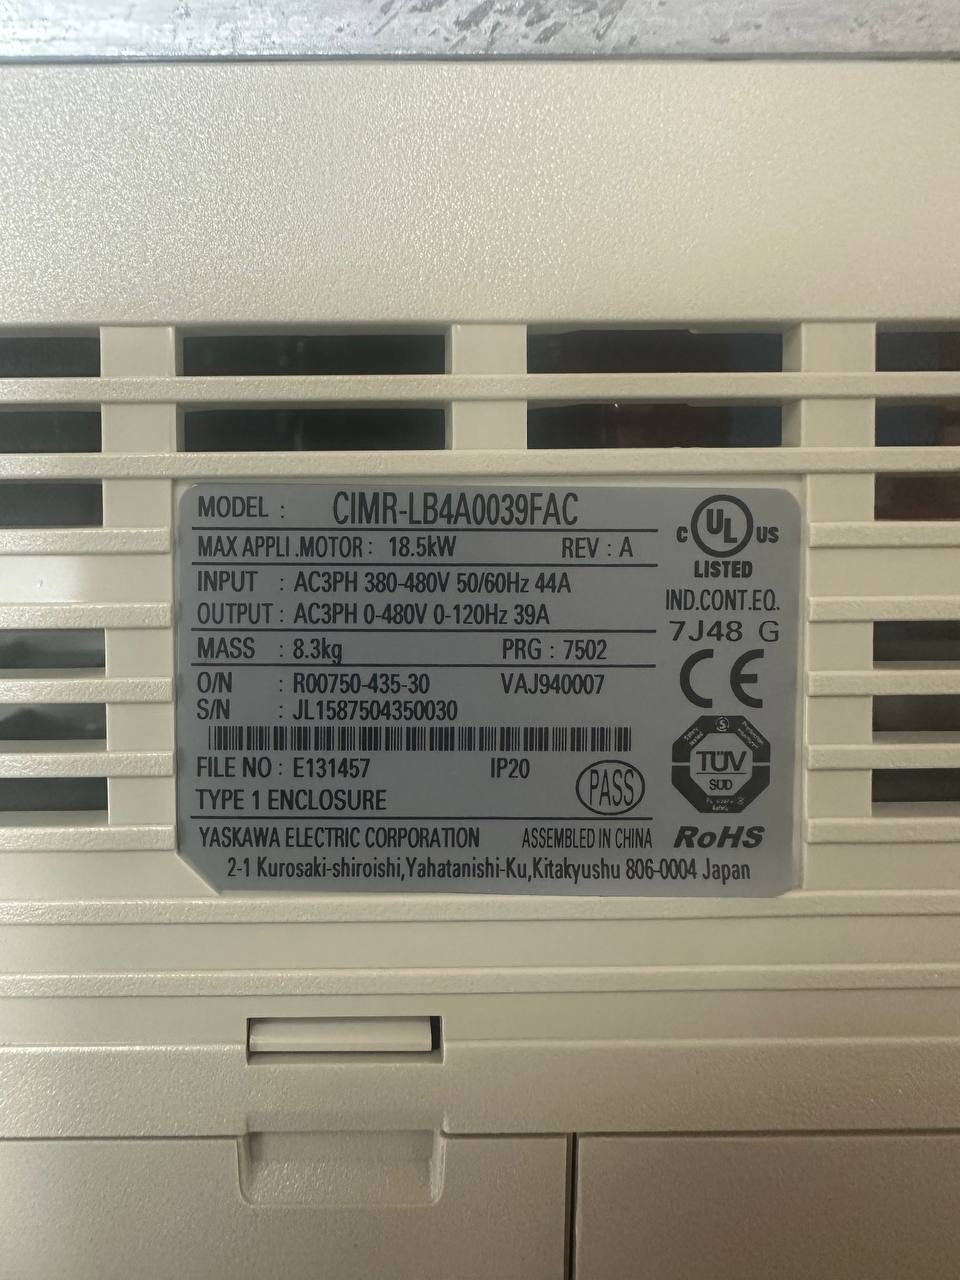 MODEL : CIMR-LB4A0039FAC
MAX APPLI.MOTOR : 18.5kW REV : A
INPUT : AC3PH 380-480V 50/60Hz 44A
OUTPUT : AC3PH 0-480V 0-120Hz 39A
MASS : 8.3kg PRG : 7502
O/N : R00750-435-30 VAJ940007
S/N : JL1587504350030
FILE NO : E131457 IP20
PASS
TYPE 1 ENCLOSURE
YASKAWA ELECTRIC CORPORATION ASSEMBLED IN CHINA
2-1 Kurosaki-shiroishi,Yahatanishi-Ku,Kitakyushu 806-0004 Japan
C UL US
LISTED
IND.CONT.EQ.
7J48 G
CE
TÜV
SÜD
RoHS